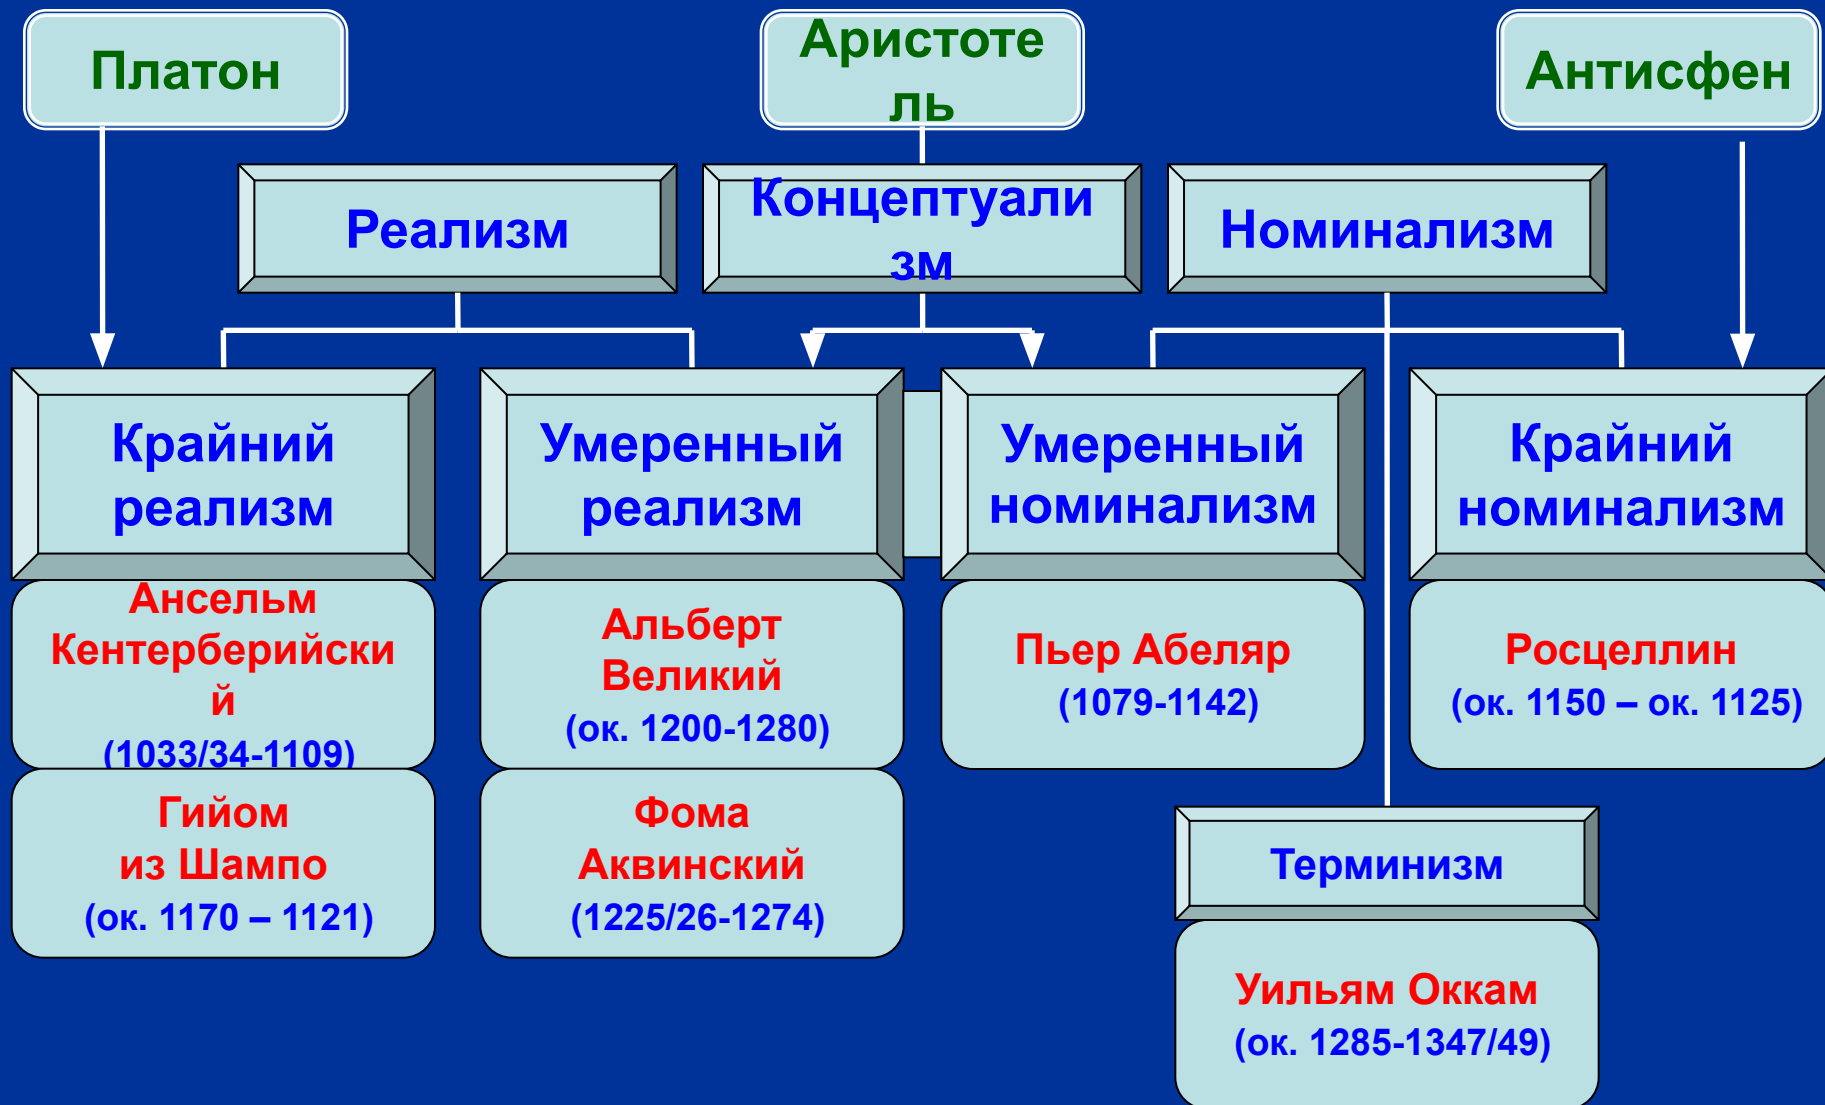 Платон
Аристоте
ль
Антисфен
Реализм
Концептуали
зм
Номинализм
Крайний
реализм
Умеренный
реализм
Умеренный
номинализм
Крайний
номинализм
Ансельм
Кентерберийски
й
(1033/34-1109)
Альберт
Великий
(ок. 1200-1280)
Пьер Абеляр
(1079-1142)
Росцеллин
(ок. 1150 – ок. 1125)
Гийом
из Шампо
(ок. 1170 – 1121)
Фома
Аквинский
(1225/26-1274)
Терминизм
Уильям Оккам
(ок. 1285-1347/49)